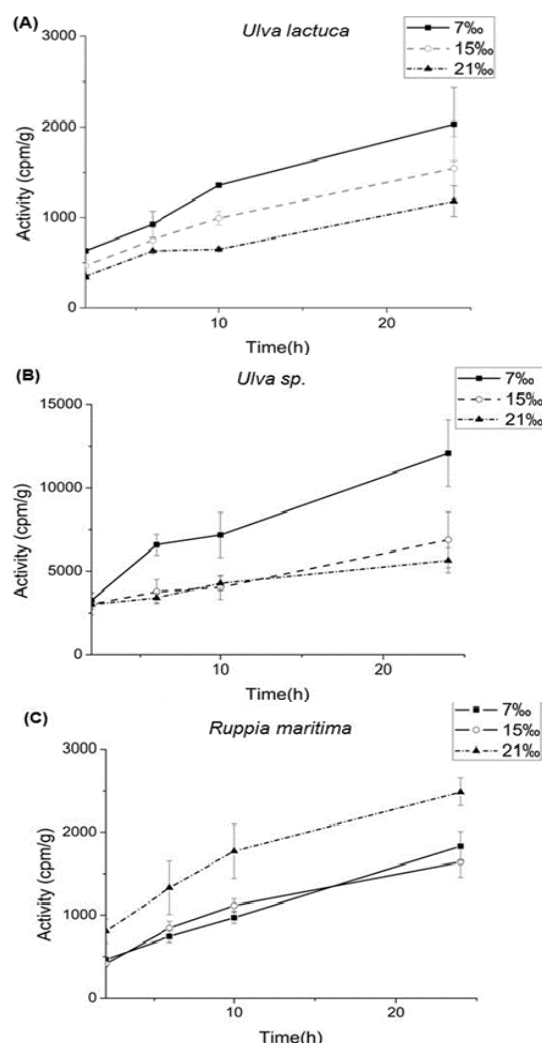 (A)
Ulva lactuca
7‰
15‰
21‰
3000
2000
1000
0
Activity (cpm/g)
10
20
Time(h)
(B)
Ulva sp.
7‰
15‰
21‰
15000
10000
5000
0
Activity (cpm/g)
10
20
Time(h)
(C)
Ruppia maritima
7‰
15‰
21‰
3000
2000
1000
0
Activity (cpm/g)
10
20
Time(h)